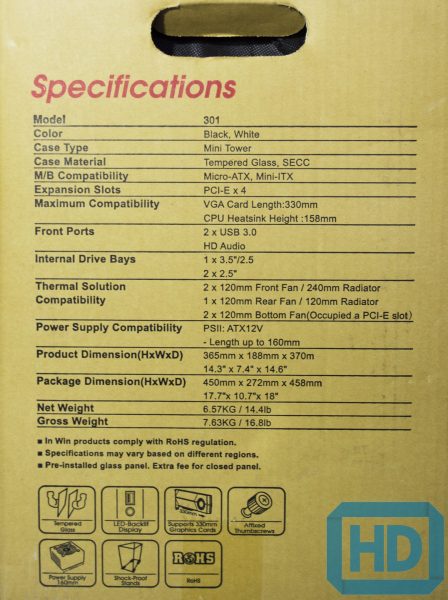 Specifications
Model 301
Color Black, White
Case Type Mini Tower
Case Material Tempered Glass, SECC
M/B Compatibility Micro-ATX, Mini-ITX
Expansion Slots PCI-E x 4
Maximum Compatibility VGA Card Length:330mm
CPU Heatsink Height :158mm
Front Ports 2 x USB 3.0
HD Audio
Internal Drive Bays 1 x 3.5"/2.5
2 x 2.5"
Thermal Solution 2 x 120mm Front Fan / 240mm Radiator
Compatibility 1 x 120mm Rear Fan / 120mm Radiator
2 x 120mm Bottom Fan(Occupied a PCI-E slot)
Power Supply Compatibility PSII: ATX12V
- Length up to 160mm
Product Dimension(HxWxD) 365mm x 188mm x 370m
14.3" x 7.4" x 14.6"
Package Dimension(HxWxD) 450mm x 272mm x 458mm
17.7"x 10.7"x 18"
Net Weight 6.57KG / 14.4lb
Gross Weight 7.63KG / 16.8lb
■ In Win products comply with RoHS regulation.
■ Specifications may vary based on different regions.
■ Pre-installed glass panel. Extra fee for closed panel.
330mm
Tempered Glass
LED-Backlit Display
Supports 330mm Graphics Cards
Affixed Thumbscrews
RoHS
Power Supply 160mm
Shock-Proof Stands
RoHS
HD